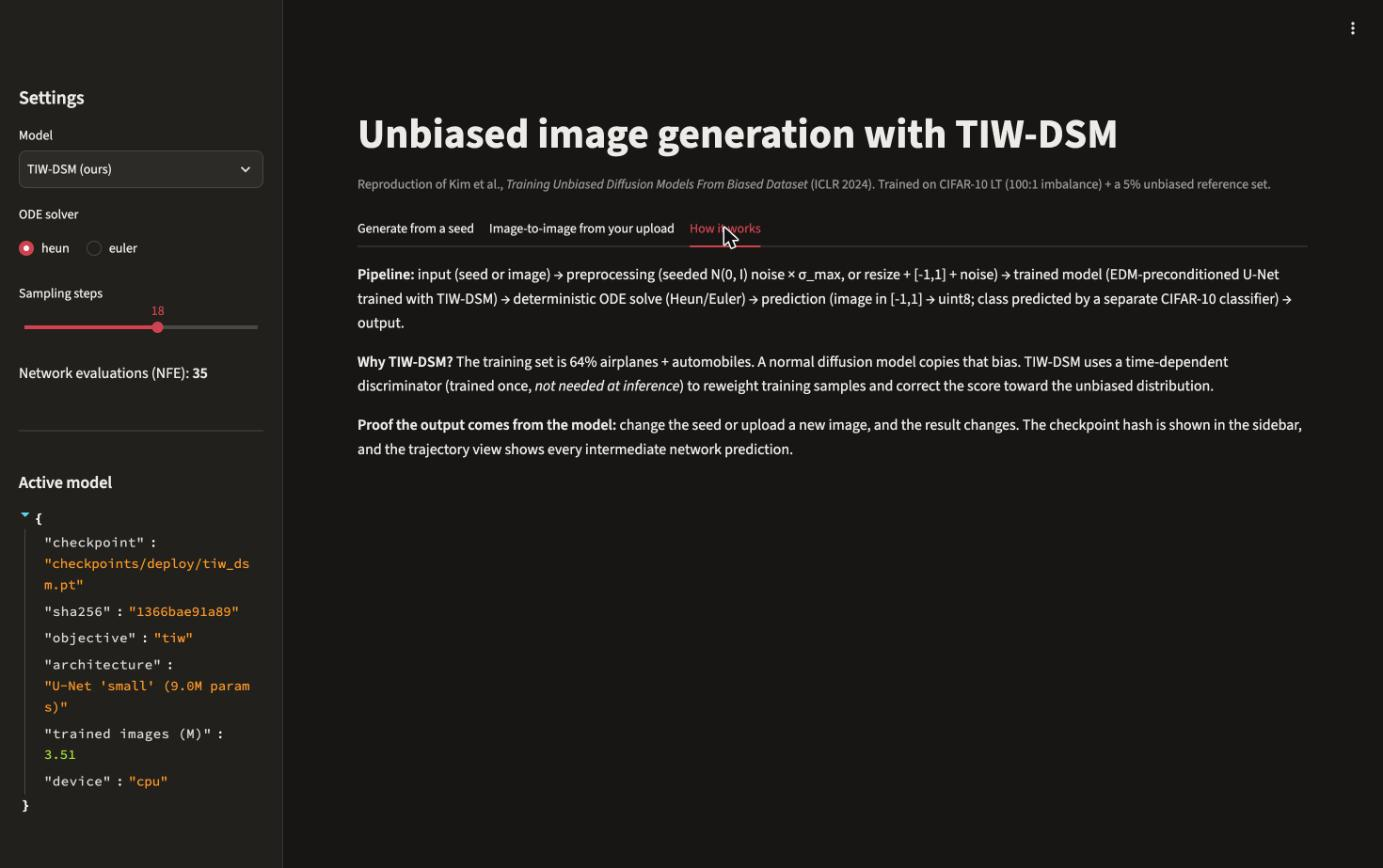 Settings
Model
TIW-DSM (ours)
ODE solver
heun
euler
Sampling steps
18
Network evaluations (NFE): 35
Active model
{
"checkpoint" :
"checkpoints/deploy/tiw_ds
m.pt"
"sha256" : "1366bae91a89"
"objective" : "tiw"
"architecture" :
"U-Net 'small' (9.0M param
s)"
"trained images (M)" :
3.51
"device" : "cpu"
}
Unbiased image generation with TIW-DSM
Reproduction of Kim et al., Training Unbiased Diffusion Models From Biased Dataset (ICLR 2024). Trained on CIFAR-10 LT (100:1 imbalance) + a 5% unbiased reference set.
Generate from a seed
Image-to-image from your upload
How it works
Pipeline: input (seed or image) → preprocessing (seeded N(0, I) noise × σ_max, or resize + [-1,1] + noise) → trained model (EDM-preconditioned U-Net
trained with TIW-DSM) → deterministic ODE solve (Heun/Euler) → prediction (image in [-1,1] → uint8; class predicted by a separate CIFAR-10 classifier) →
output.
Why TIW-DSM? The training set is 64% airplanes + automobiles. A normal diffusion model copies that bias. TIW-DSM uses a time-dependent
discriminator (trained once, not needed at inference) to reweight training samples and correct the score toward the unbiased distribution.
Proof the output comes from the model: change the seed or upload a new image, and the result changes. The checkpoint hash is shown in the sidebar,
and the trajectory view shows every intermediate network prediction.